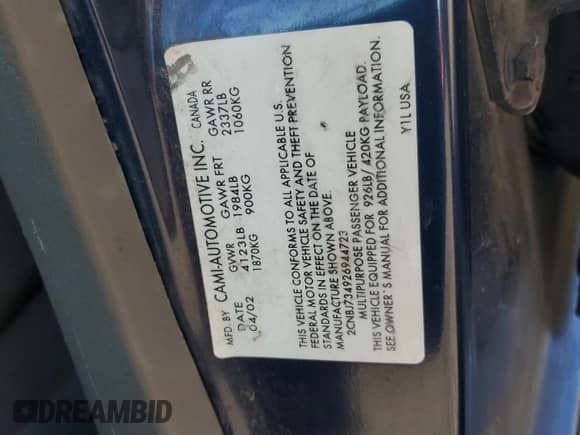 MFD. BY CAMI-AUTOMOTIVE INC. CANADA
DATE GVWR GAWR FRT GAWR RR
04/02 4123LB 1984LB 2337LB
1870KG 900KG 1060KG
THIS VEHICLE CONFORMS TO ALL APPLICABLE U.S.
FEDERAL MOTOR VEHICLE SAFETY AND THEFT PREVENTION
STANDARDS IN EFFECT ON THE DATE OF
MANUFACTURE SHOWN ABOVE.
2CNBJ734926944723
MULTIPURPOSE PASSENGER VEHICLE
THIS VEHICLE EQUIPPED FOR 926LB/ 420KG PAYLOAD.
SEE OWNER'S MANUAL FOR ADDITIONAL INFORMATION.
Y1L USA
DREAMBID